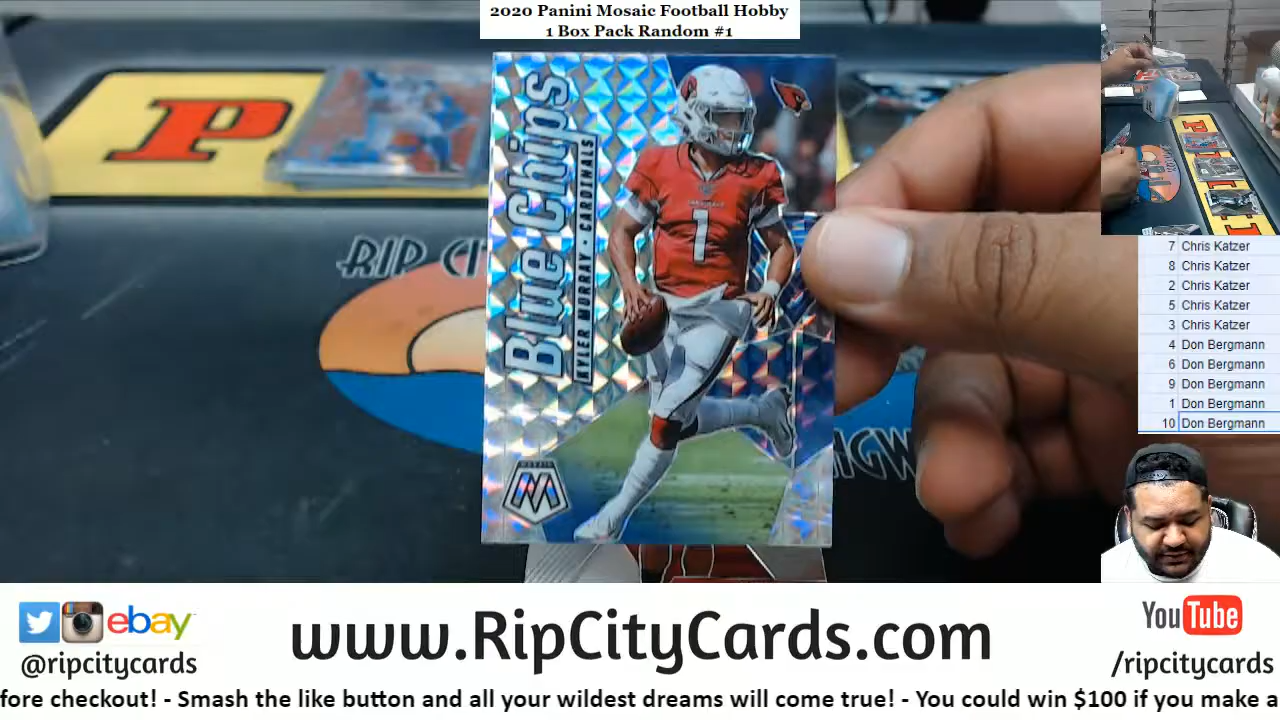 2020 Panini Mosaic Football Hobby
1 Box Pack Random #1
P
RIP CI
Blue Chips
KYLER MURRAY • CARDINALS
1
MOSAIC
M
7 Chris Katzer
8 Chris Katzer
2 Chris Katzer
5 Chris Katzer
3 Chris Katzer
4 Don Bergmann
6 Don Bergmann
9 Don Bergmann
1 Don Bergmann
10 Don Bergmann
ebay
@ripcitycards
www.RipCityCards.com
YouTube
/ripcitycards
fore checkout! - Smash the like button and all your wildest dreams will come true! - You could win $100 if you make a